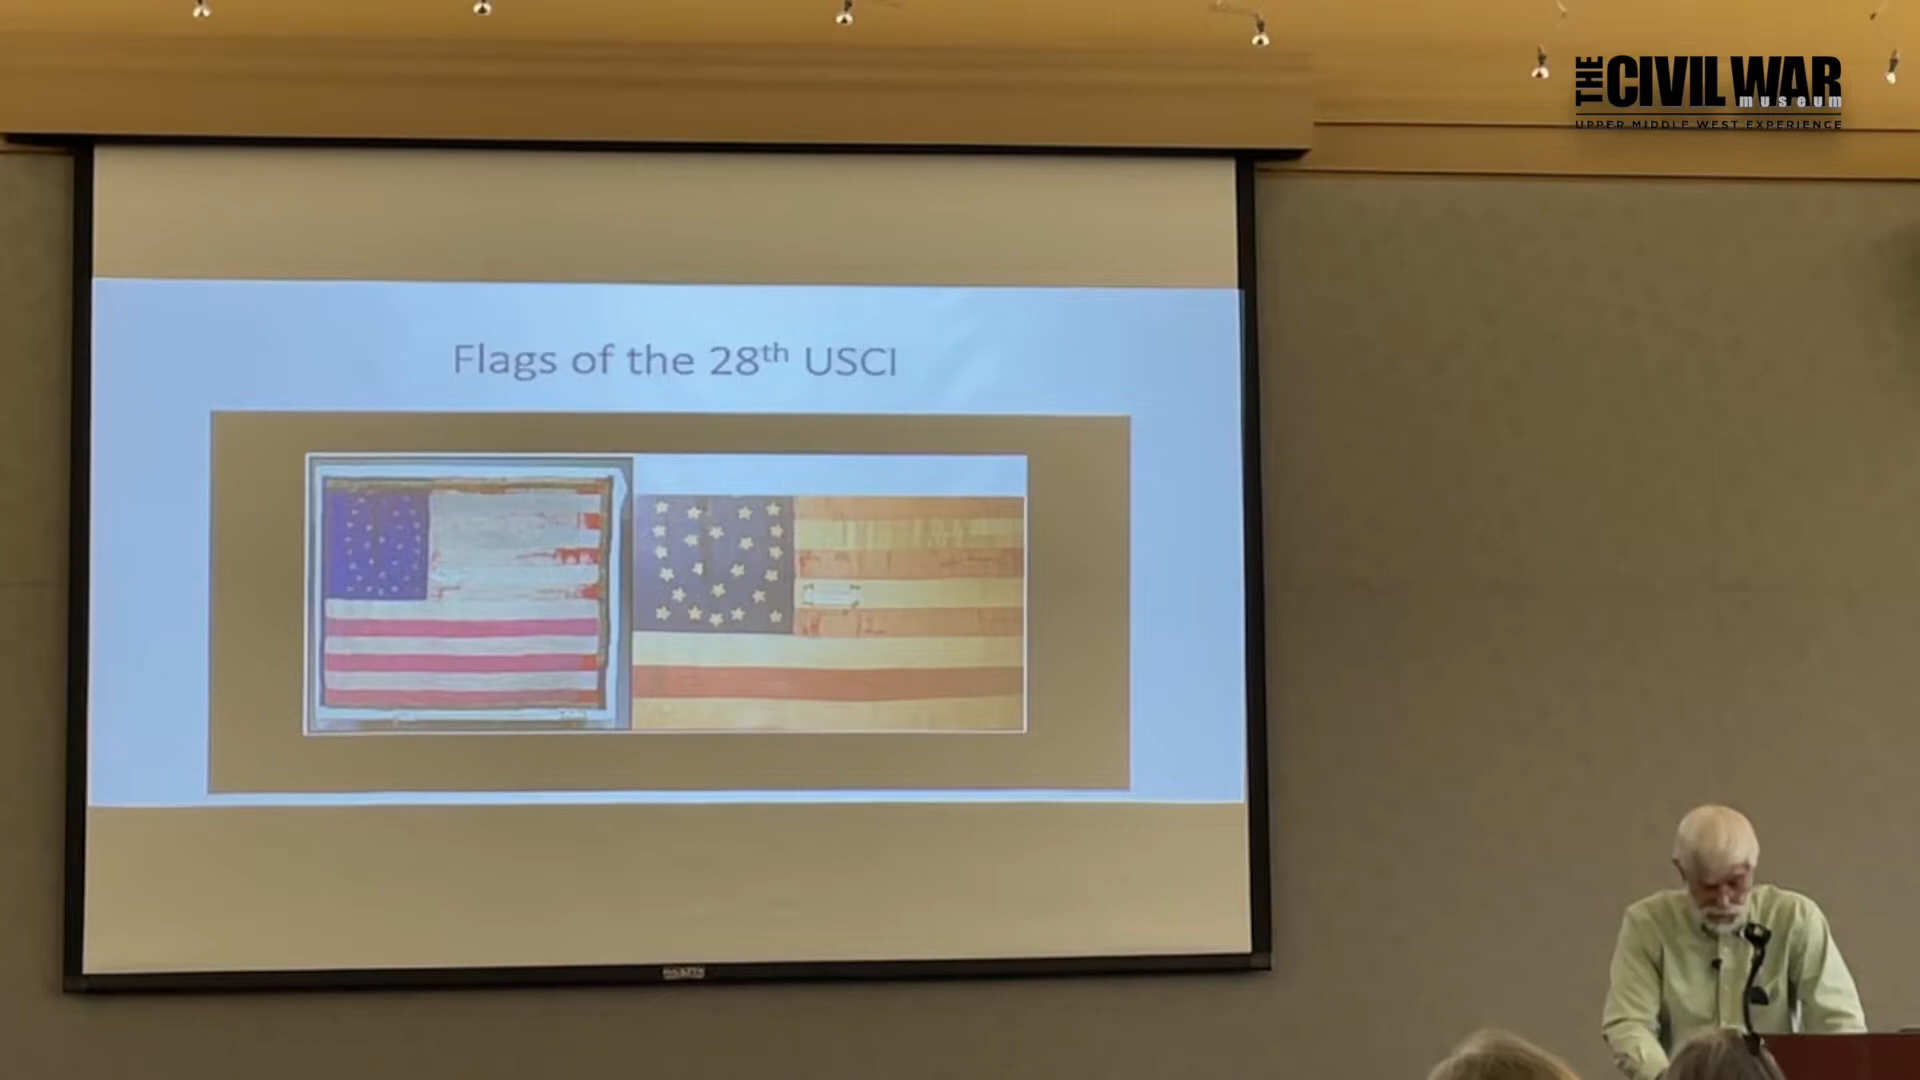 THE CIVIL WAR
museum
UPPER MIDDLE WEST EXPERIENCE
Flags of the 28th USCI